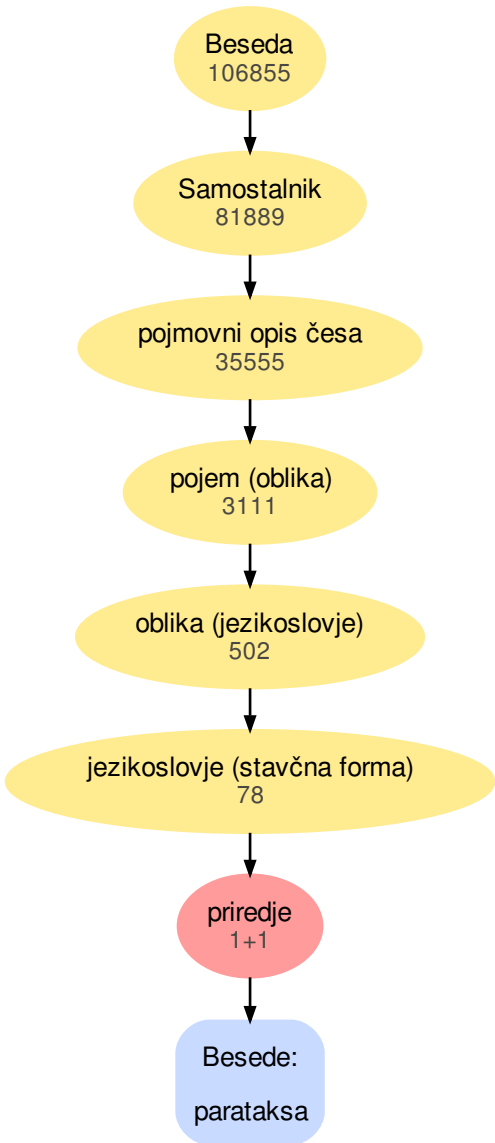 Beseda
106855
Samostalnik
81889
pojmovni opis česa
35555
pojem (oblika)
3111
oblika (jezikoslovje)
502
jezikoslovje (stavčna forma)
78
priredje
1+1
Besede:
parataksa